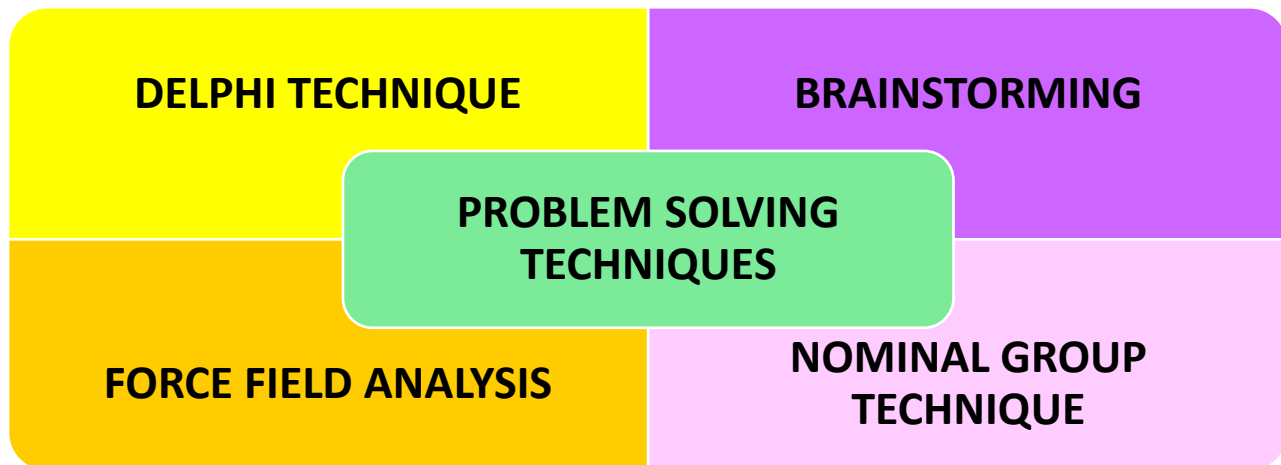 DELPHI TECHNIQUE
BRAINSTORMING
PROBLEM SOLVING
TECHNIQUES
FORCE FIELD ANALYSIS
NOMINAL GROUP
TECHNIQUE